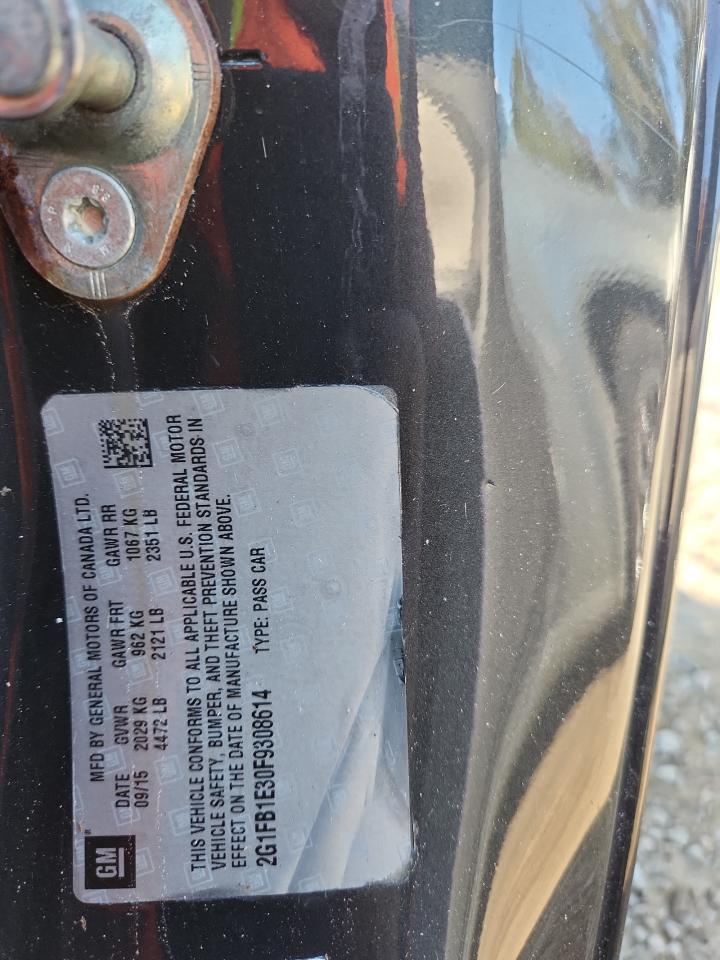 GM
MFD BY GENERAL MOTORS OF CANADA LTD.
DATE GVWR GAWR FRT GAWR RR
09/15 2029 KG 962 KG 1067 KG
4472 LB 2121 LB 2351 LB
THIS VEHICLE CONFORMS TO ALL APPLICABLE U.S. FEDERAL MOTOR
VEHICLE SAFETY, BUMPER, AND THEFT PREVENTION STANDARDS IN
EFFECT ON THE DATE OF MANUFACTURE SHOWN ABOVE.
2G1FB1E30F9308614 TYPE: PASS CAR